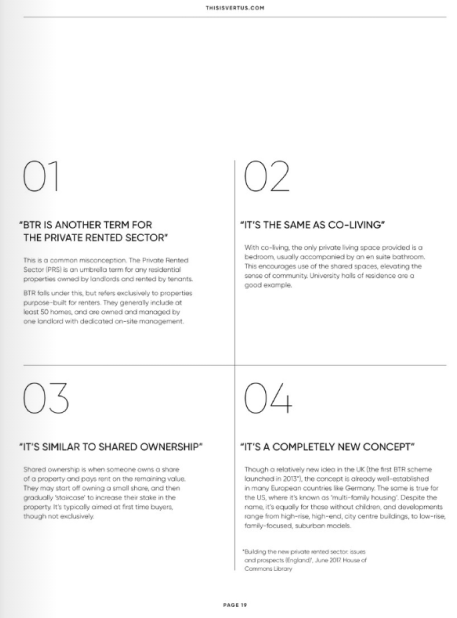 THISISVERTUS.COM
01
"BTR IS ANOTHER TERM FOR
THE PRIVATE RENTED SECTOR"
This is a common misconception. The Private Rented
Sector (PRS) is an umbrella term for any residential
properties owned by landlords and rented by tenants.
BTR falls under this, but refers exclusively to properties
purpose-built for renters. They generally include at
least 50 homes, and are owned and managed by
one landlord with dedicated on-site management.
02
"IT'S THE SAME AS CO-LIVING"
With co-living, the only private living space provided is a
bedroom, usually accompanied by an en suite bathroom.
This encourages use of the shared spaces, elevating the
sense of community. University halls of residence are a
good example.
03
"IT'S SIMILAR TO SHARED OWNERSHIP"
Shared ownership is when someone owns a share
of a property and pays rent on the remaining value.
They may start off owning a small share, and then
gradually 'staircase' to increase their stake in the
property. It's typically aimed at first time buyers,
though not exclusively.
04
"IT'S A COMPLETELY NEW CONCEPT"
Though a relatively new idea in the UK (the first BTR scheme
launched in 2013*), the concept is already well-established
in many European countries like Germany. The same is true for
the US, where it's known as 'multi-family housing'. Despite the
name, it's equally for those without children, and developments
range from high-rise, high-end, city centre buildings, to low-rise,
family-focused, suburban models.
*Building the new private rented sector: issues
and prospects (England)', June 2017 House of
Commons Library
PAGE 19